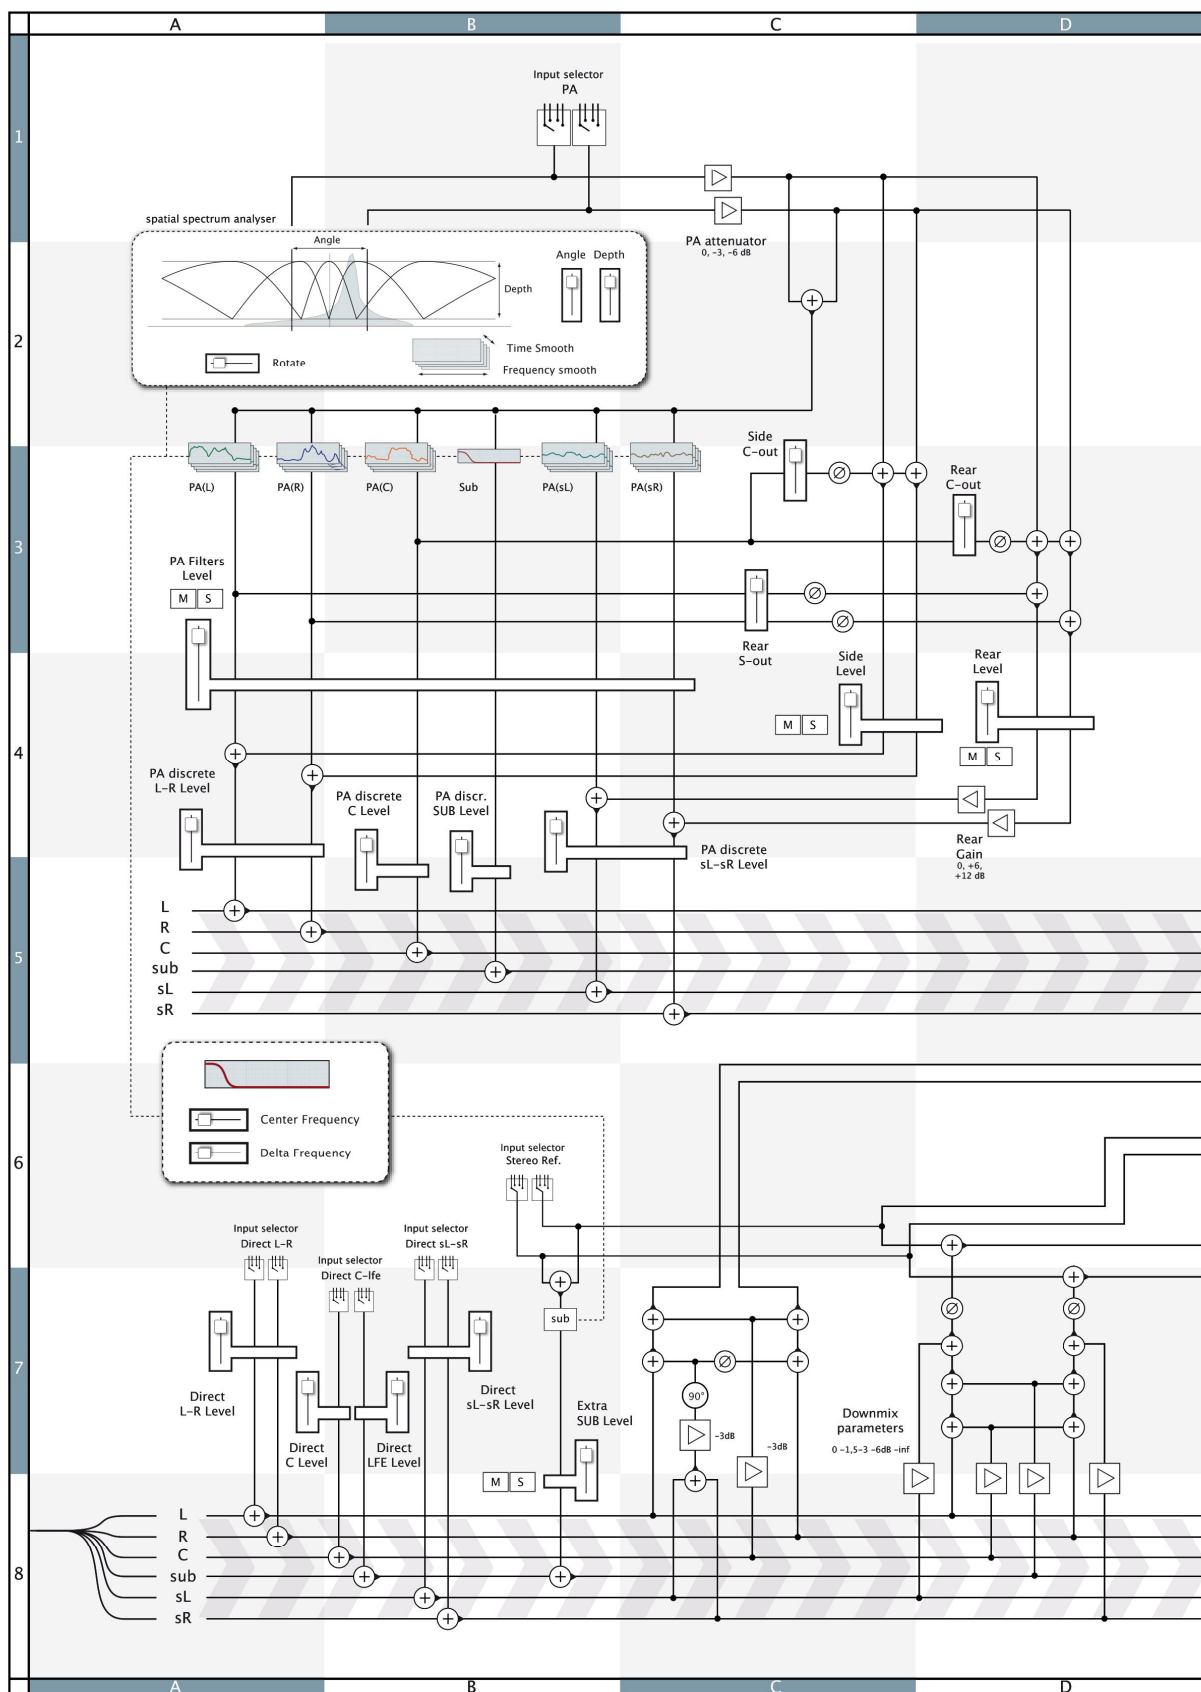 A B C D
1
Input selector
PA
spatial spectrum analyser
PA attenuator
0, -3, -6 dB
2
Angle
Depth
Angle Depth
Rotate
Time Smooth
Frequency smooth
PA(L)
PA(R)
PA(C)
Sub
PA(sL)
PA(sR)
Side
C-out
Rear
C-out
3
PA Filters
Level
M S
Rear
S-out
Side
Level
M S
Rear
Level
M S
4
PA discrete
L-R Level
PA discrete
C Level
PA discr.
SUB Level
PA discrete
sL-sR Level
Rear
Gain
0, +6,
+12 dB
5
L
R
C
sub
sL
sR
6
Center Frequency
Delta Frequency
Input selector
Stereo Ref.
Input selector
Direct L-R
Input selector
Direct C-lfe
Input selector
Direct sL-sR
sub
7
Direct
L-R Level
Direct
C Level
Direct
LFE Level
Direct
sL-sR Level
Extra
SUB Level
M S
90°
-3dB
-3dB
Downmix
parameters
0 -1,5-3 -6dB -inf
8
L
R
C
sub
sL
sR
A B C D